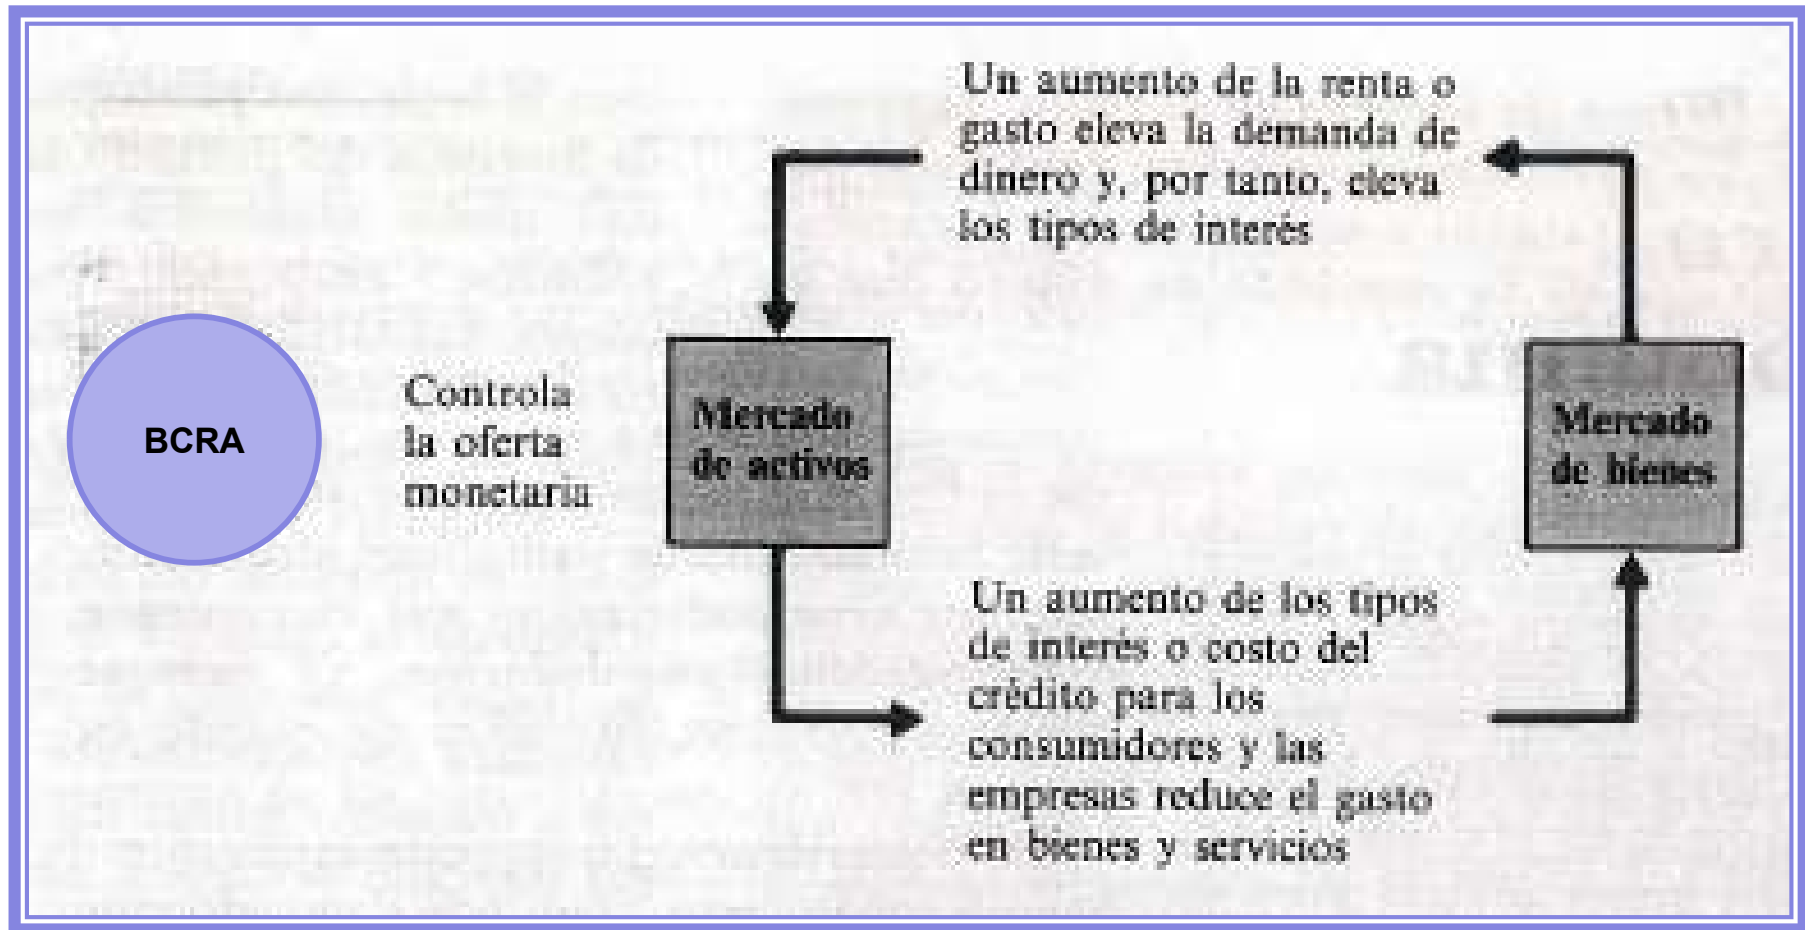 BCRA
Controla
la oferta
monetaria
Mercado
de activos
Un aumento de la renta o
gasto eleva la demanda de
dinero y, por tanto, eleva
los tipos de interés
Mercado
de bienes
Un aumento de los tipos
de interés o costo del
crédito para los
consumidores y las
empresas reduce el gasto
en bienes y servicios